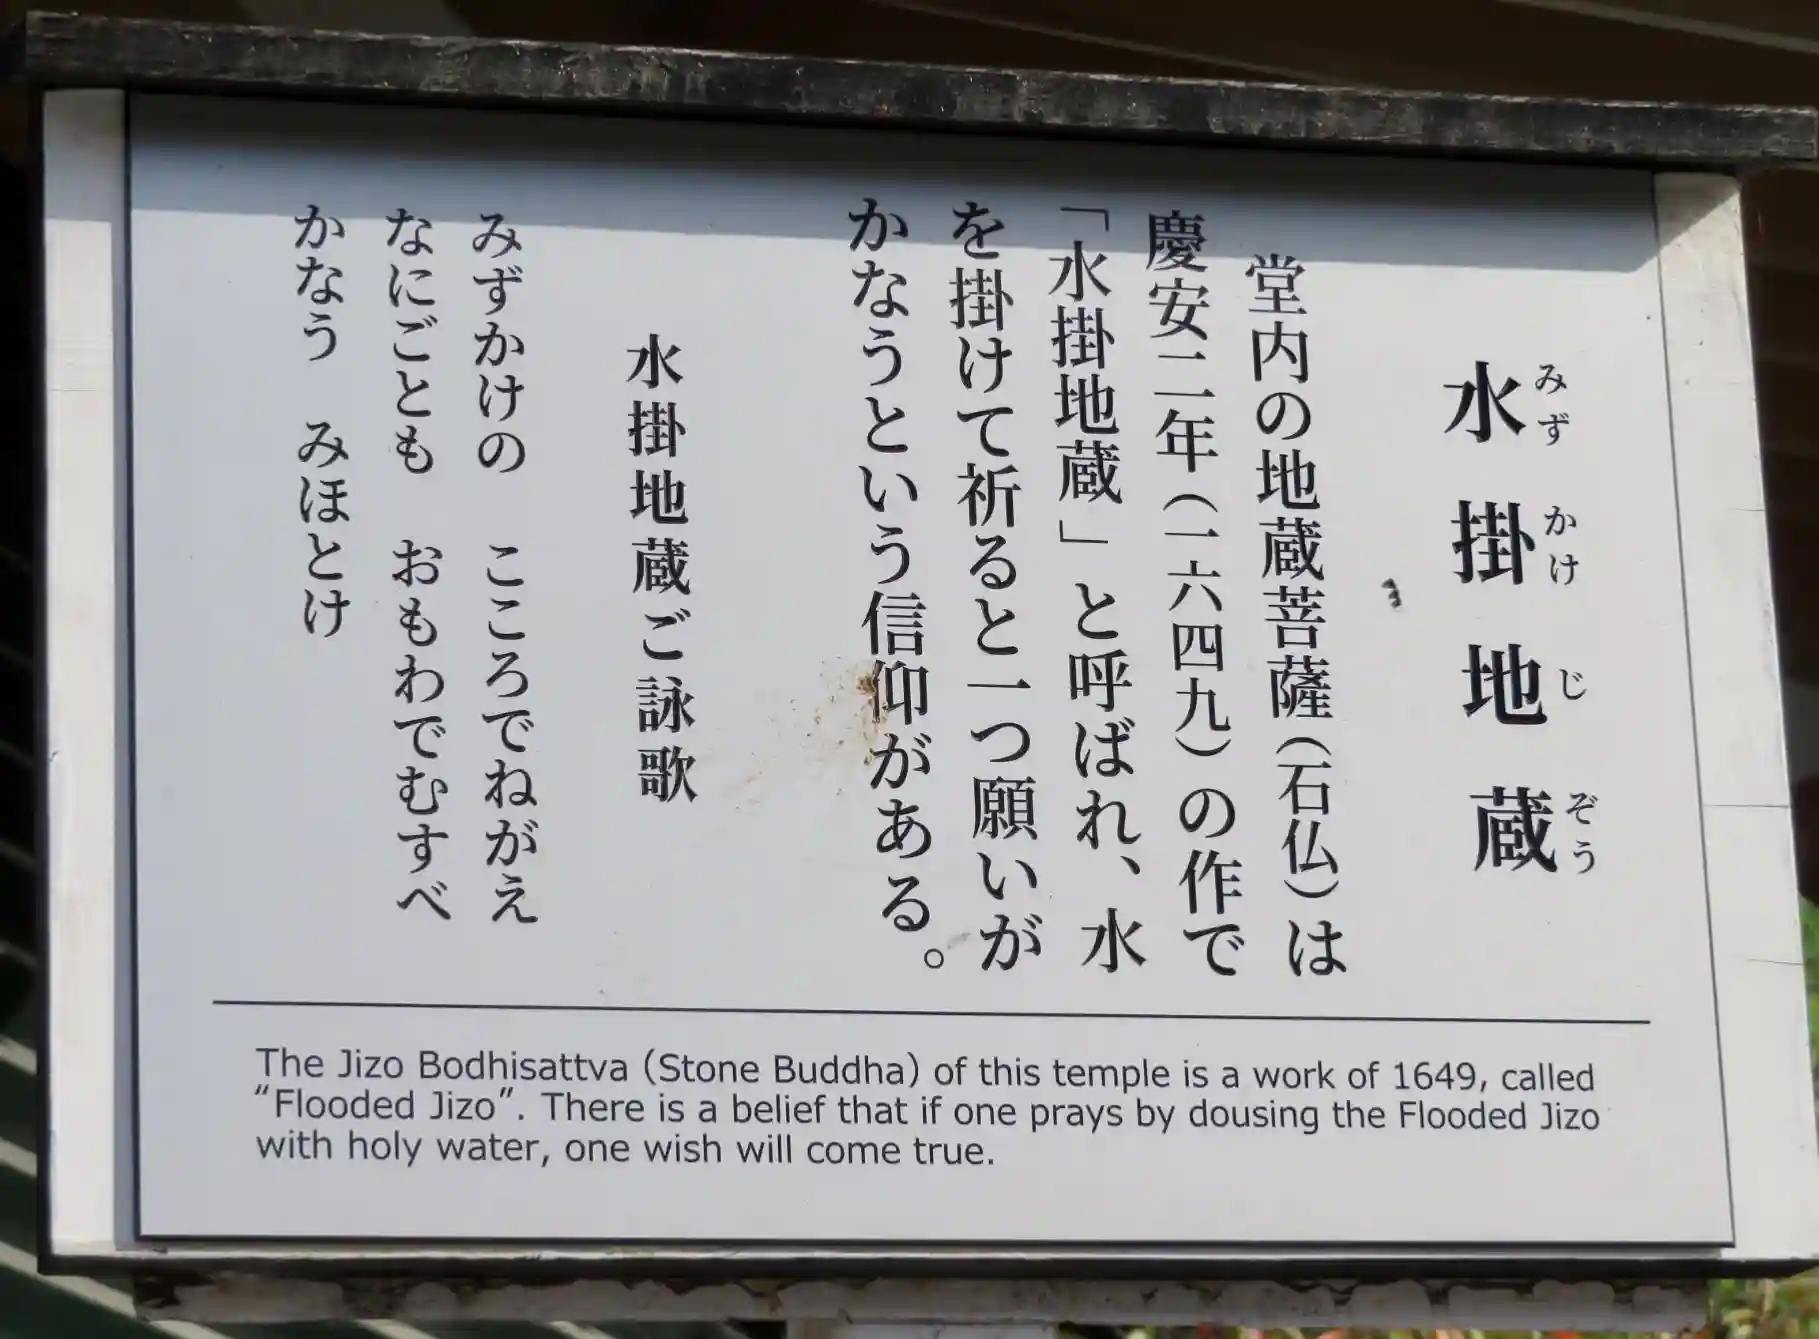 水掛地蔵
みず かけ じ ぞう
堂内の地蔵菩薩（石仏）は
慶安二年（一六四九）の作で
「水掛地蔵」と呼ばれ、水
を掛けて祈ると一つ願いが
かなうという信仰がある。
水掛地蔵ご詠歌
みずかけの　こころでねがえ
なにごとも　おもわでむすべ
かなう　みほとけ
The Jizo Bodhisattva (Stone Buddha) of this temple is a work of 1649, called
“Flooded Jizo”. There is a belief that if one prays by dousing the Flooded Jizo
with holy water, one wish will come true.